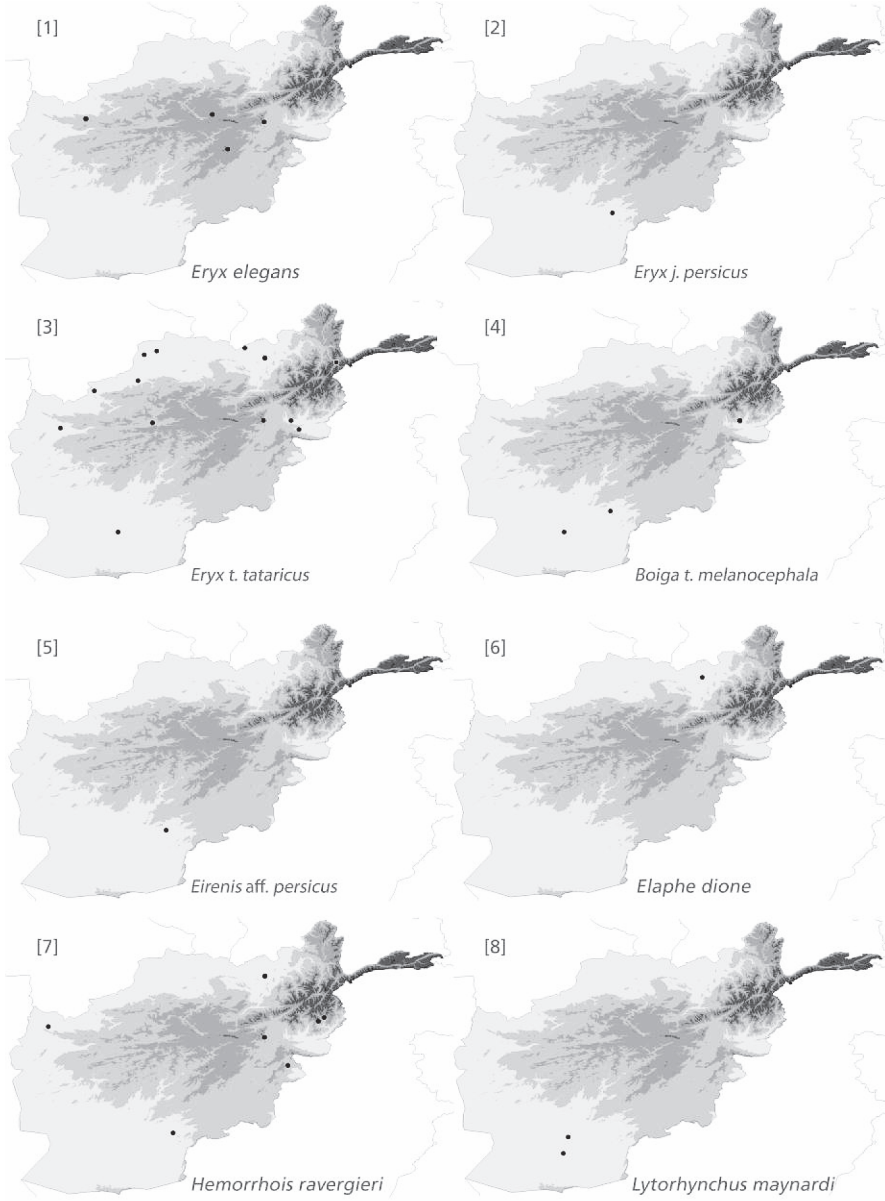 [1] [2]
Eryx elegans Eryx j. persicus
[3] [4]
Eryx t. tataricus Boiga t. melanocephala
[5] [6]
Eirenis aff. persicus Elaphe dione
[7] [8]
Hemorrhois ravergieri Lytorhynchus maynardi